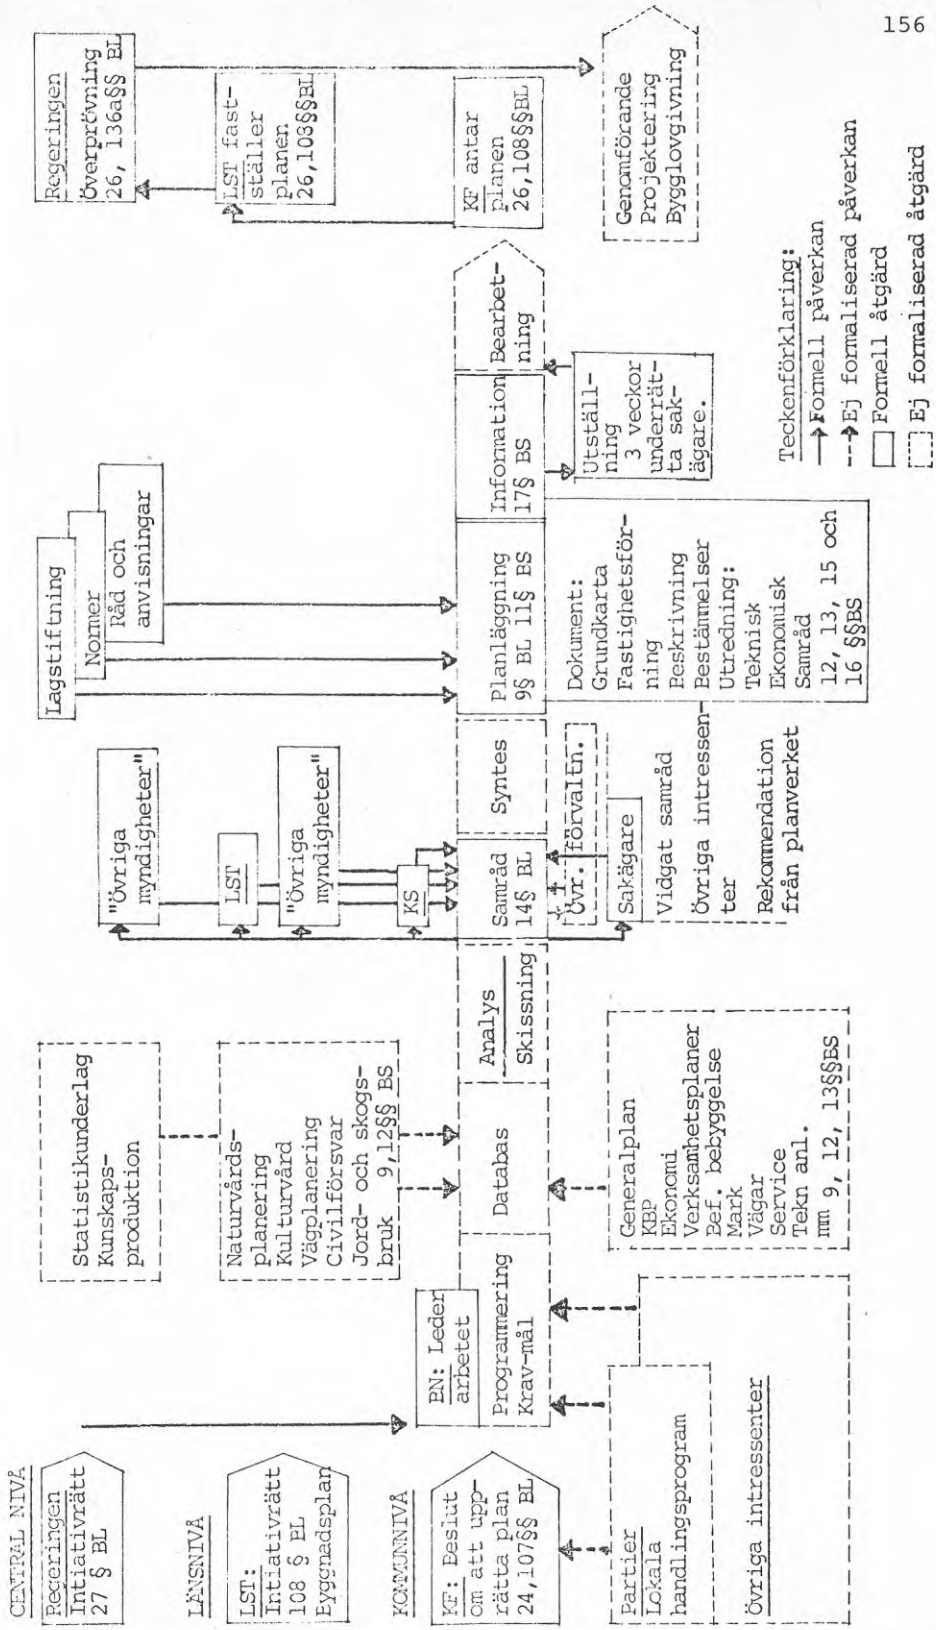 156
CENTRAL NIVÅ
Regeringen
Intiativrätt
27 § BL
LÄNSNIVÅ
LST:
Intiativrätt
108 § BL
Byggnadsplan
KOMMUNNIVÅ
KF: Beslut
om att upp-
rätta plan
24,107§§ BL
Partier
Lokala
handlingsprogram
Övriga intressenter
BN: Leder
arbetet
Programmering
Krav-mål
Statistikunderlag
Kunskaps-
produktion
Naturvårds-
planering
Kulturvård
Vägplanering
Civilförsvar
Jord- och skogs-
bruk 9,12§§ BS
Databas
Generalplan
KBP
Ekonomi
Verksamhetsplaner
Bef. bebyggelse
Mark
Vägar
Service
Tekn anl.
mm 9, 12, 13§§BS
Analys
Skissning
"Övriga
myndigheter"
LST
"Övriga
myndigheter"
KS
Samråd
14§ BL
Övr. förvaltn.
Sakägare
Vidgat samråd
Övriga intressen-
ter
Rekommendation
från planverket
Syntes
Lagstiftning
Normer
Råd och
anvisningar
Planläggning
9§ BL 11§ BS
Dokument:
Grundkarta
Fastighetsför-
ning
Beskrivning
Bestämmelser
Utredning:
Teknisk
Ekonomisk
Samråd
12, 13, 15 och
16 §§BS
Information
17§ BS
Utställ-
ning
3 veckor
underrät-
ta sak-
ägare.
Bearbet-
ning
Regeringen
Överprövning
26, 136a§§ BL
LST fast-
ställer
planen
26,108§§BL
KF antar
planen
26,108§§BL
Genomförande
Projektering
Bygglovgivning
Teckenförklaring:
Formell påverkan
Ej formaliserad påverkan
Formell åtgärd
Ej formaliserad åtgärd